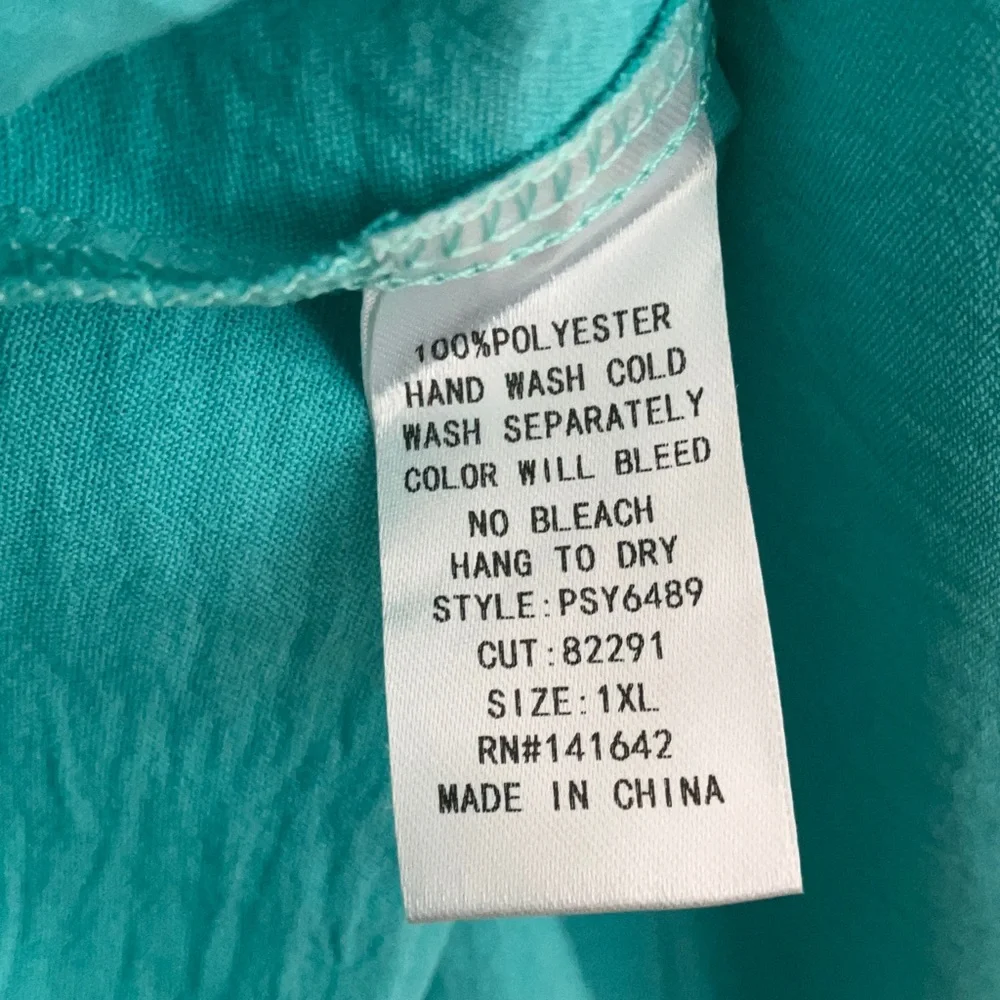 100%POLYESTER
HAND WASH COLD
WASH SEPARATELY
COLOR WILL BLEED
NO BLEACH
HANG TO DRY
STYLE:PSY6489
CUT:82291
SIZE:1XL
RN#141642
MADE IN CHINA